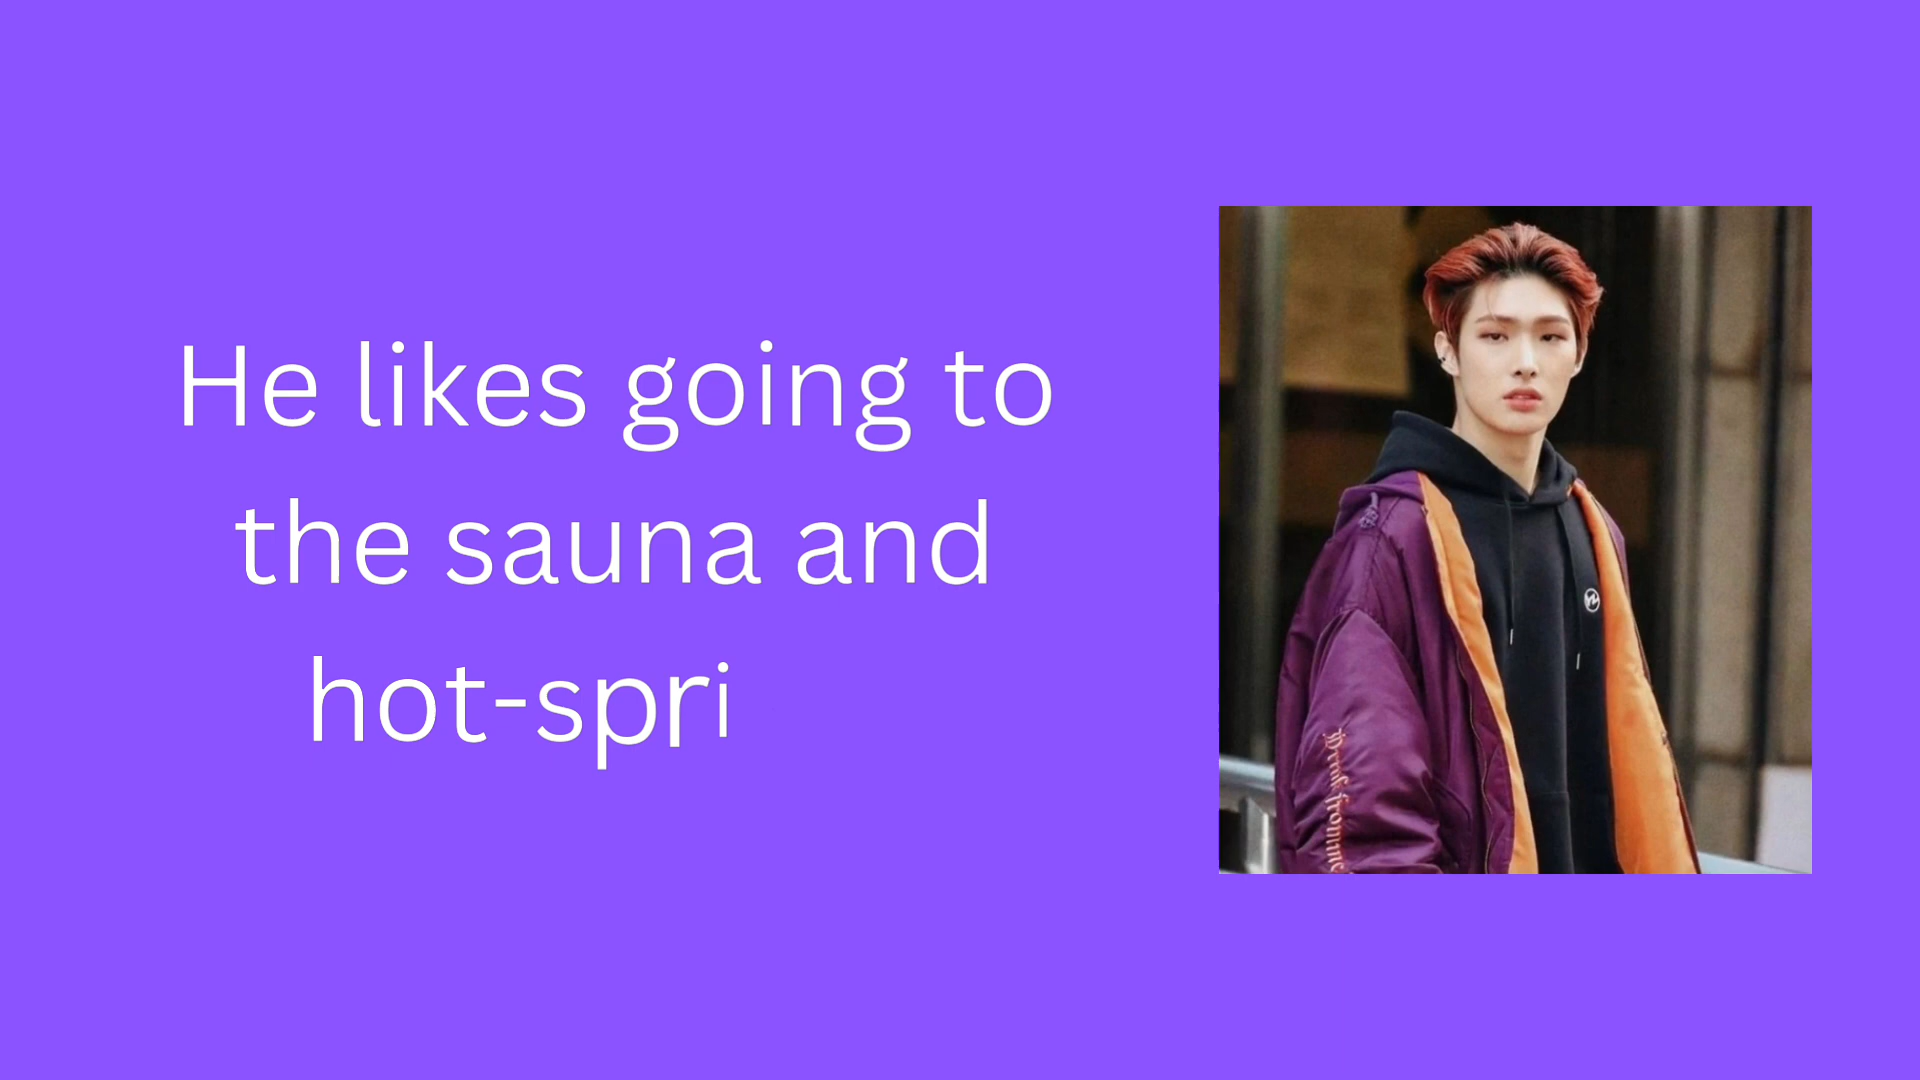 He likes going to
the sauna and
hot-spri